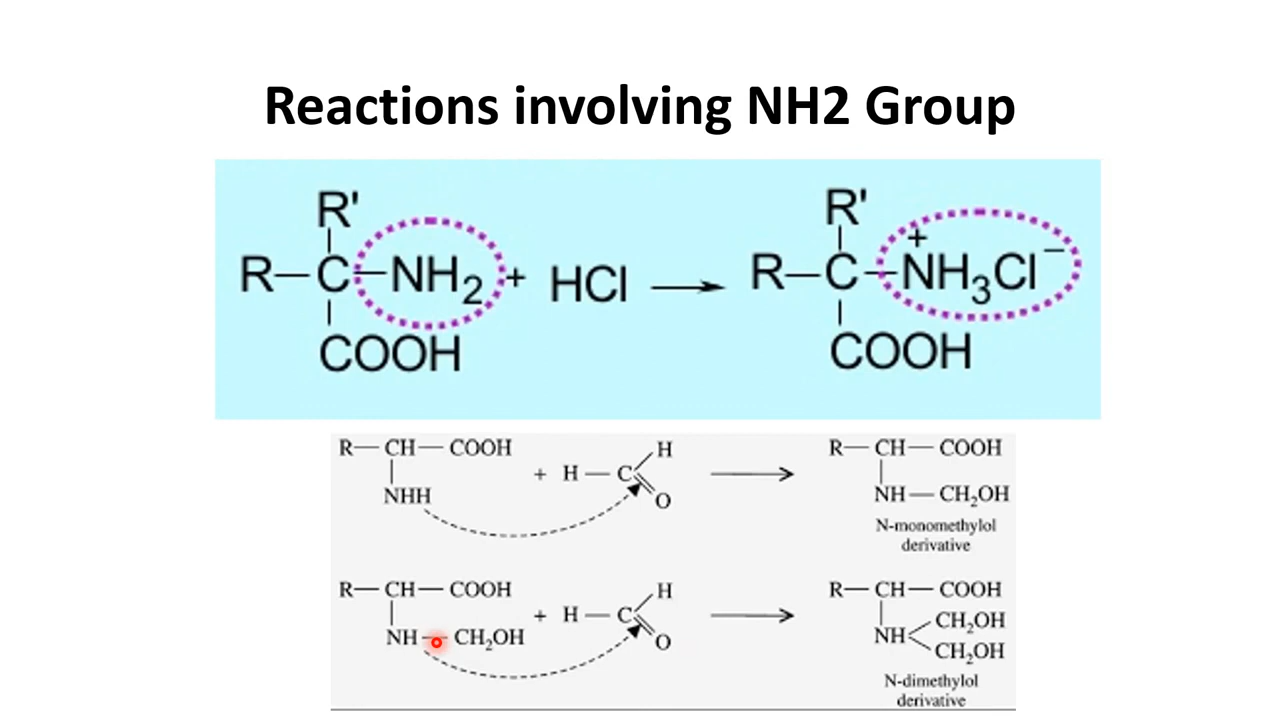 Reactions involving NH2 Group
R' R'
R—C—NH₂ + HCl → R—C—N⁺H₃Cl⁻
COOH COOH
R—CH—COOH + H—C H R—CH—COOH
NHH O NH—CH₂OH
N-monomethylol
derivative
R—CH—COOH + H—C H R—CH—COOH
NH—CH₂OH O NH CH₂OH
CH₂OH
N-dimethylol
derivative